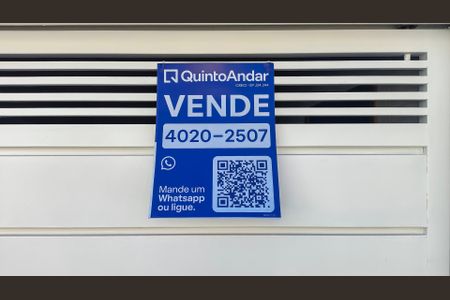 QuintoAndar
VENDE
4020-2507
Mande um
Whatsapp
ou ligue.